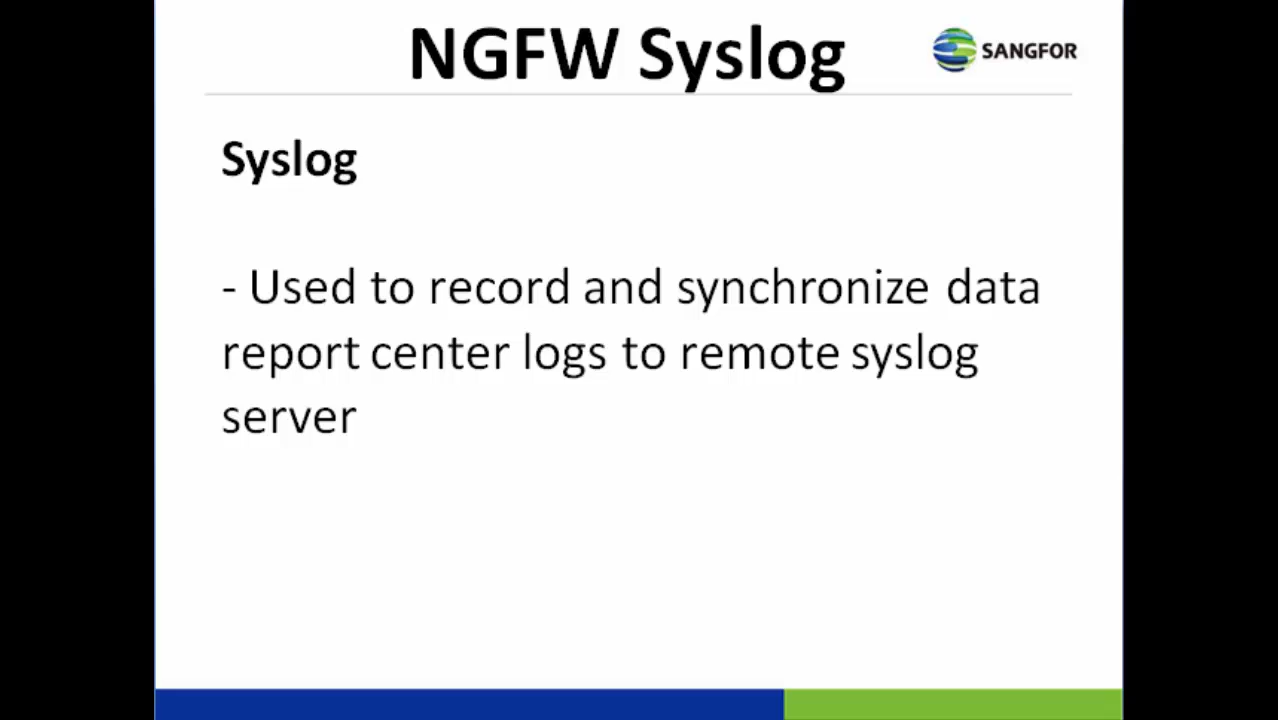 NGFW Syslog
SANGFOR
Syslog
- Used to record and synchronize data
report center logs to remote syslog
server